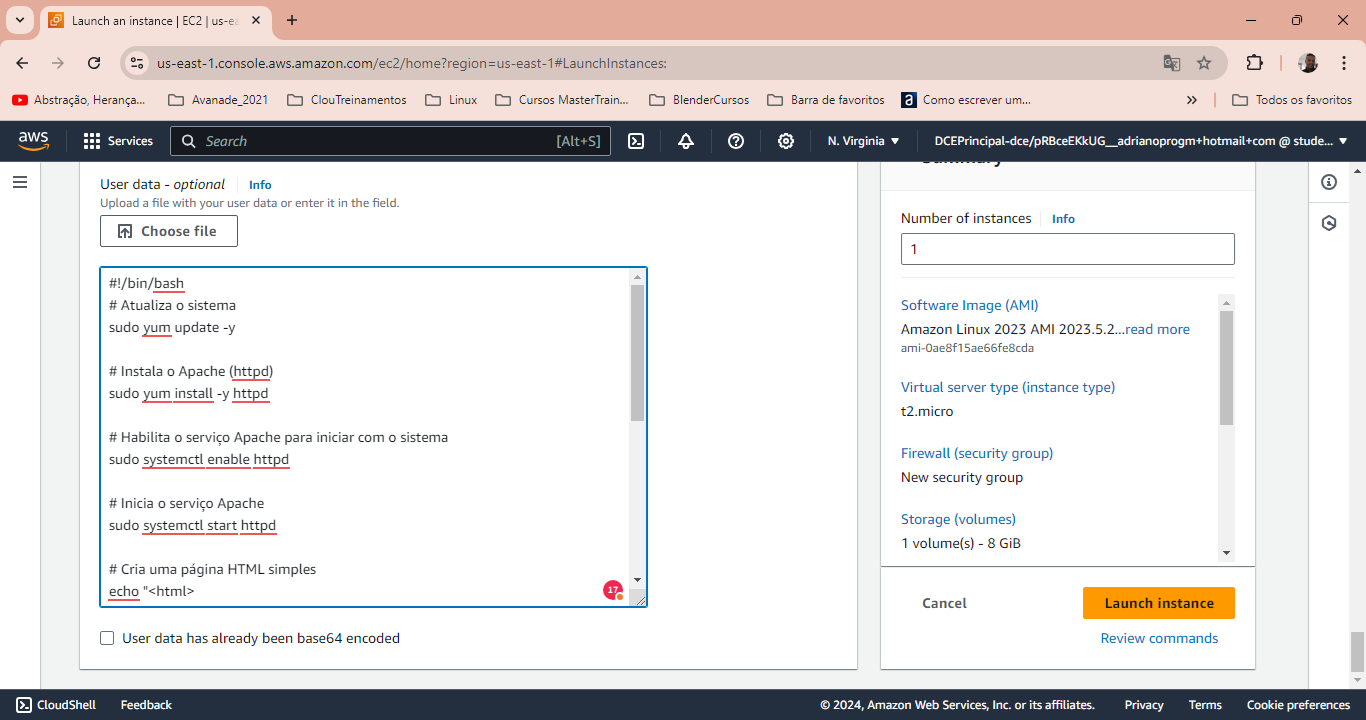 Launch an instance | EC2 | us-ea
us-east-1.console.aws.amazon.com/ec2/home?region=us-east-1#LaunchInstances:
Abstração, Herança...
Avanade_2021
ClouTreinamentos
Linux
Cursos MasterTrain...
BlenderCursos
Barra de favoritos
a
Como escrever um...
Todos os favoritos
aws
Services
Search
[Alt+S]
N. Virginia
DCEPrincipal-dce/pRBceEKkUG__adrianoprogm+hotmail+com @ stude...
User data - optional
Info
Upload a file with your user data or enter it in the field.
Choose file
#!/bin/bash
# Atualiza o sistema
sudo yum update -y
# Instala o Apache (httpd)
sudo yum install -y httpd
# Habilita o serviço Apache para iniciar com o sistema
sudo systemctl enable httpd
# Inicia o serviço Apache
sudo systemctl start httpd
# Cria uma página HTML simples
echo "<html>
17
User data has already been base64 encoded
Summary
Number of instances
Info
1
Software Image (AMI)
Amazon Linux 2023 AMI 2023.5.2...read more
ami-0ae8f15ae66fe8cda
Virtual server type (instance type)
t2.micro
Firewall (security group)
New security group
Storage (volumes)
1 volume(s) - 8 GiB
Cancel
Launch instance
Review commands
CloudShell
Feedback
© 2024, Amazon Web Services, Inc. or its affiliates.
Privacy
Terms
Cookie preferences